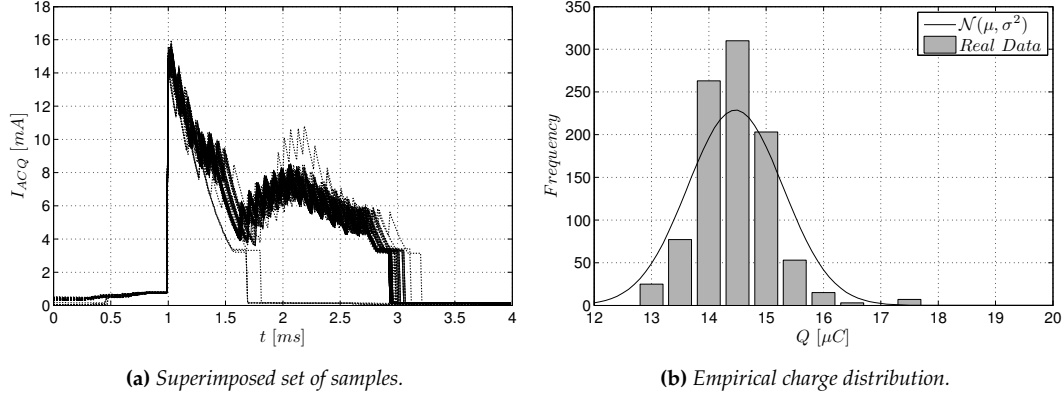 18
16
14
12
10
8
6
4
2
0
I_ACQ [mA]
0 0.5 1 1.5 2 2.5 3 3.5 4
t [ms]
(a) Superimposed set of samples.
350
300
250
200
150
100
50
0
Frequency
N(μ, σ²)
Real Data
12 13 14 15 16 17 18 19 20
Q [μC]
(b) Empirical charge distribution.